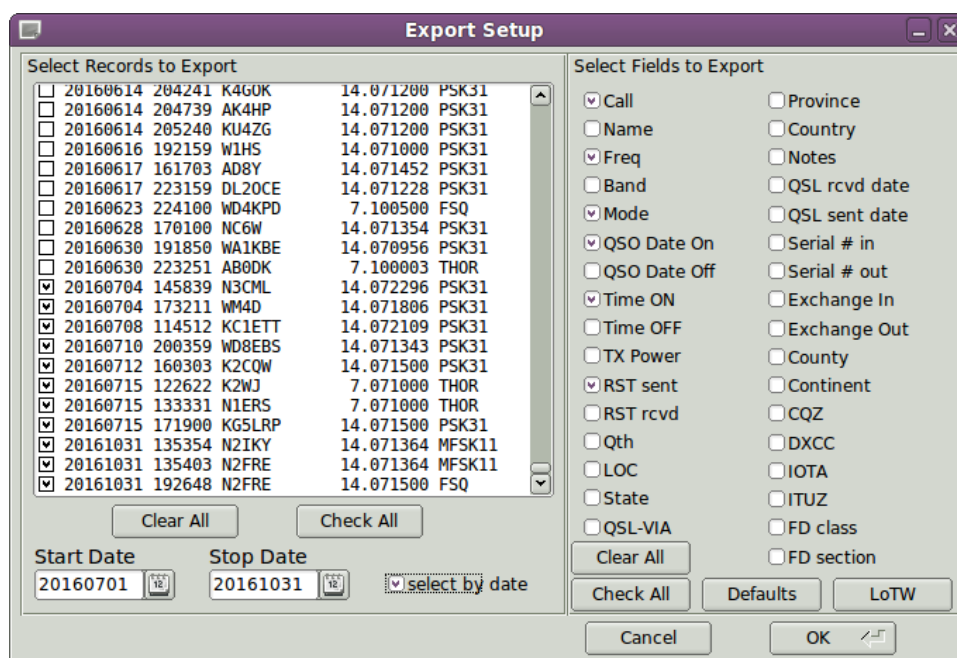 Export Setup
Select Records to Export
20160614 204241 K4GOK 14.071200 PSK31
20160614 204739 AK4HP 14.071200 PSK31
20160614 205240 KU4ZG 14.071200 PSK31
20160616 192159 W1HS 14.071000 PSK31
20160617 161703 AD8Y 14.071452 PSK31
20160617 223159 DL2OCE 14.071228 PSK31
20160623 224100 WD4KPD 7.100500 FSQ
20160628 170100 NC6W 14.071354 PSK31
20160630 191850 WA1KBE 14.070956 PSK31
20160630 223251 AB0DK 7.100003 THOR
20160704 145839 N3CML 14.072296 PSK31
20160704 173211 WM4D 14.071806 PSK31
20160708 114512 KC1ETT 14.072109 PSK31
20160710 200359 WD8EBS 14.071343 PSK31
20160712 160303 K2CQW 14.071500 PSK31
20160715 122622 K2WJ 7.071000 THOR
20160715 133331 N1ERS 7.071000 THOR
20160715 171900 KG5LRP 14.071500 PSK31
20161031 135354 N2IKY 14.071364 MFSK11
20161031 135403 N2FRE 14.071364 MFSK11
20161031 192648 N2FRE 14.071500 FSQ
Clear All Check All
Start Date Stop Date
20160701 12 20161031 12 select by date
Select Fields to Export
Call
Name
Freq
Band
Mode
QSO Date On
QSO Date Off
Time ON
Time OFF
TX Power
RST sent
RST rcvd
Qth
LOC
State
QSL-VIA
Province
Country
Notes
QSL rcvd date
QSL sent date
Serial # in
Serial # out
Exchange In
Exchange Out
County
Continent
CQZ
DXCC
IOTA
ITUZ
FD class
FD section
Clear All
Check All Defaults LoTW
Cancel OK